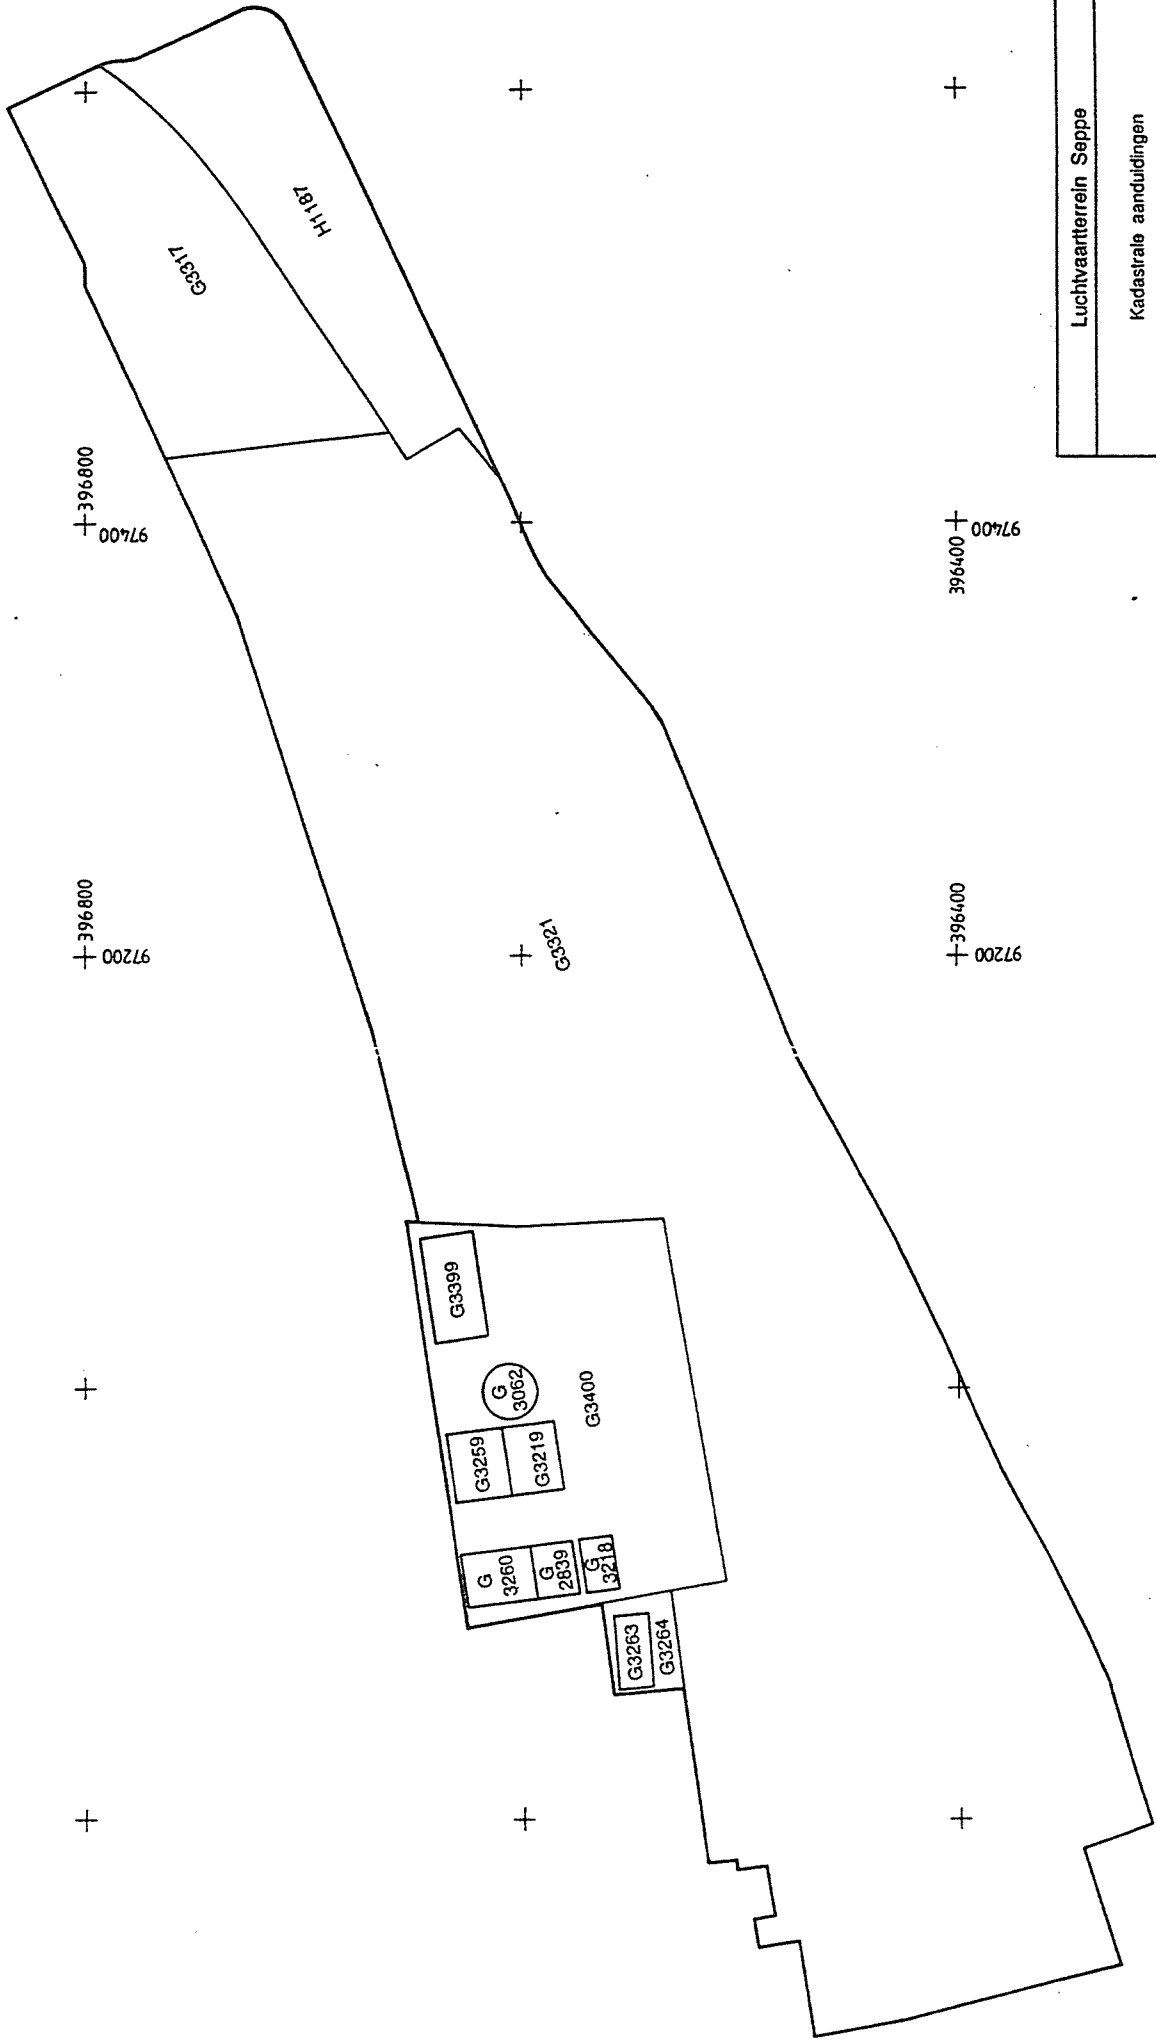 G3317
H1187
396800
97400
396400
97400
396800
97200
G3321
396400
97200
G3399
G
3062
G3400
G3259
G3219
G
3260
G
2839
G
3218
G3263
G3264
Luchtvaartterrein Seppe
Kadastrale aanduidingen